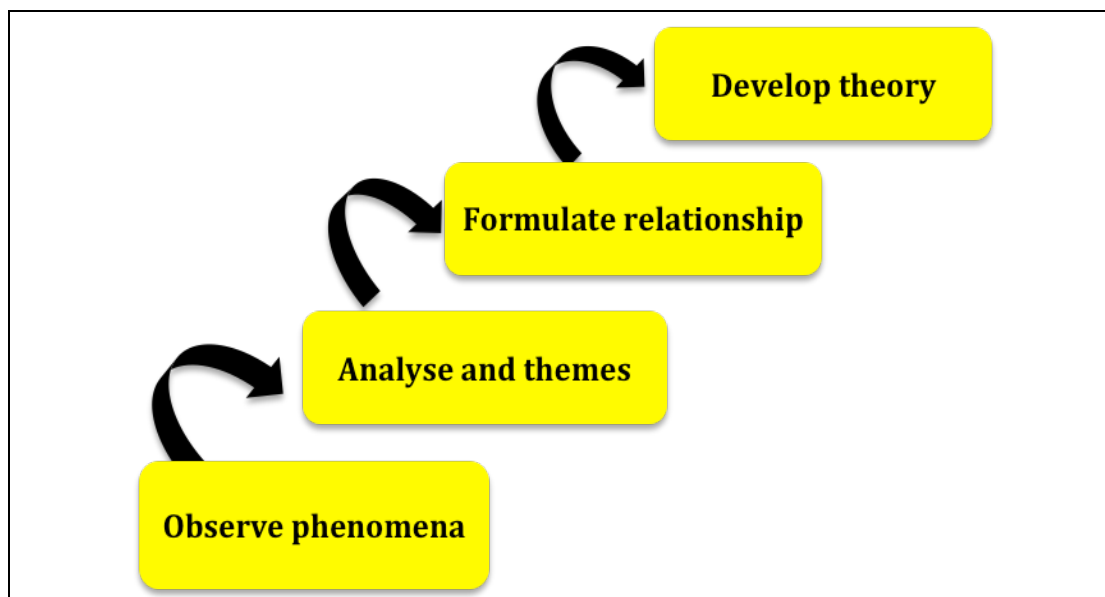 Develop theory
Formulate relationship
Analyse and themes
Observe phenomena